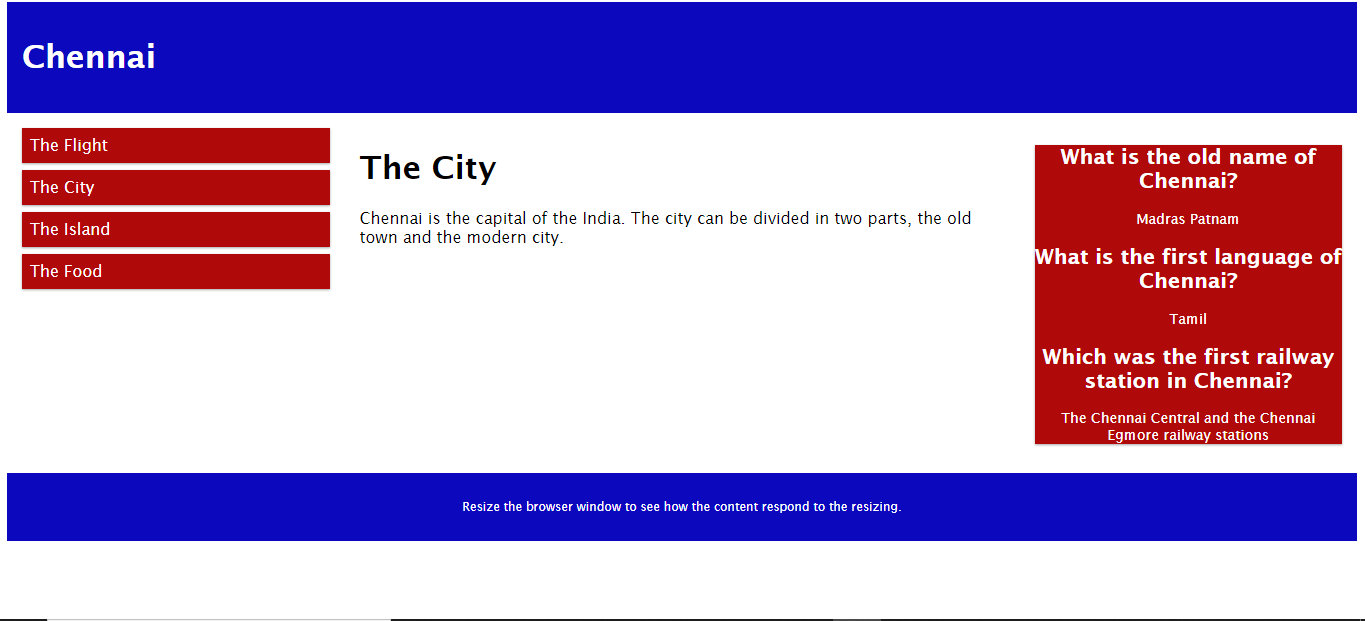 Chennai
The Flight
The City
The Island
The Food
The City
Chennai is the capital of the India. The city can be divided in two parts, the old
town and the modern city.
What is the old name of
Chennai?
Madras Patnam
What is the first language of
Chennai?
Tamil
Which was the first railway
station in Chennai?
The Chennai Central and the Chennai
Egmore railway stations
Resize the browser window to see how the content respond to the resizing.